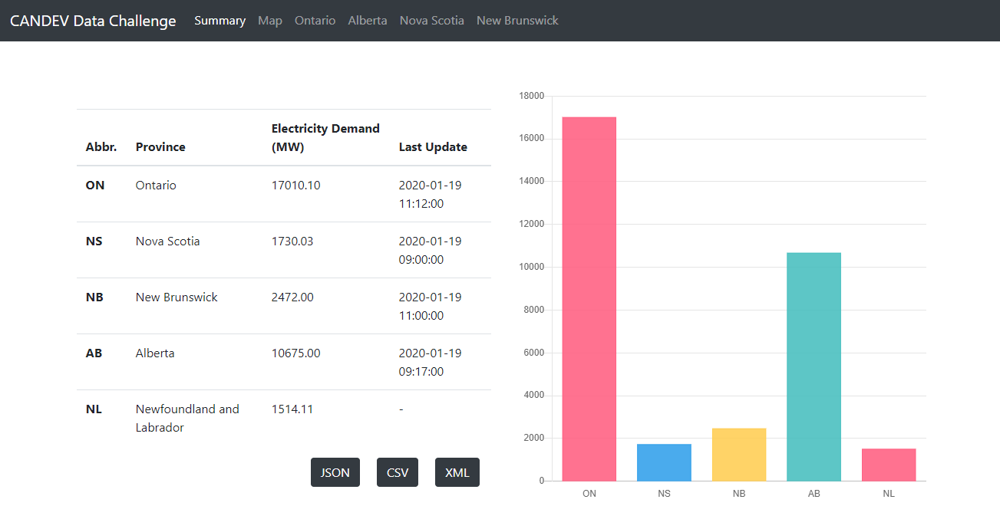 CANDEV Data Challenge Summary Map Ontario Alberta Nova Scotia New Brunswick
Electricity Demand
Abbr. Province (MW) Last Update
ON Ontario 17010.10 2020-01-19
11:12:00
NS Nova Scotia 1730.03 2020-01-19
09:00:00
NB New Brunswick 2472.00 2020-01-19
11:00:00
AB Alberta 10675.00 2020-01-19
09:17:00
NL Newfoundland and 1514.11 -
Labrador
JSON CSV XML
18000
16000
14000
12000
10000
8000
6000
4000
2000
0
ON NS NB AB NL